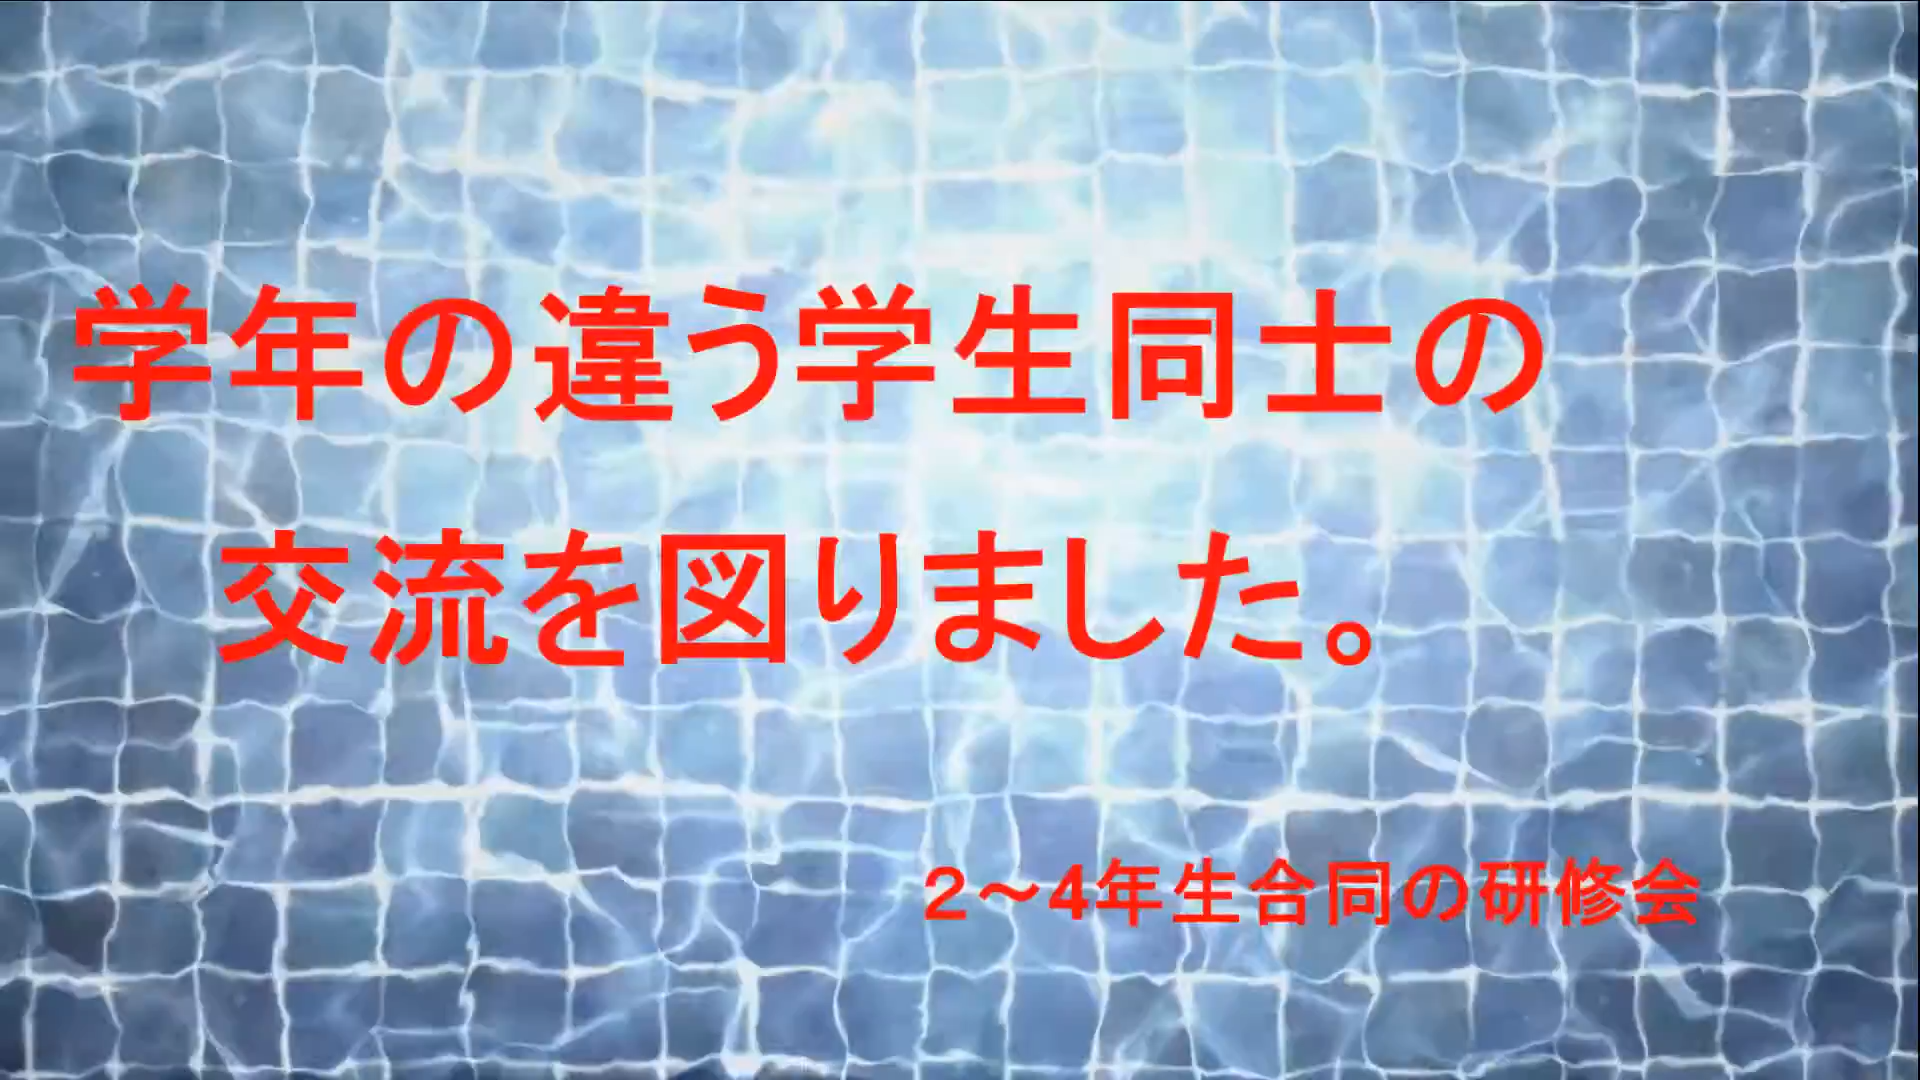 学年の違う学生同士の
交流を図りました。
２～４年生合同の研修会